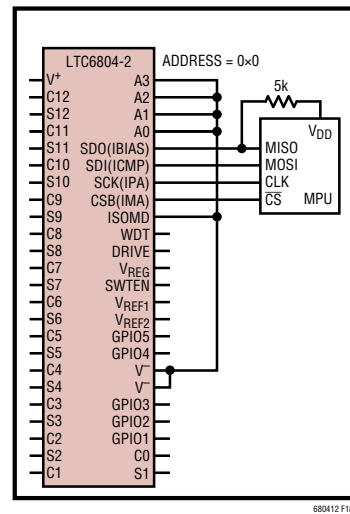 LTC6804-2 ADDRESS = 0×0
V+ A3
C12 A2
S12 A1
C11 A0
S11 SDO(IBIAS)
C10 SDI(ICMP)
S10 SCK(IPA)
C9 CSB(IMA)
S9 ISOMD
C8 WDT
S8 DRIVE
C7 VREG
S7 SWTEN
C6 VREF1
S6 VREF2
C5 GPIO5
S5 GPIO4
C4 V–
S4 V–
C3 GPIO3
S3 GPIO2
C2 GPIO1
S2 C0
C1 S1
5k
VDD
MISO
MOSI
CLK
CS MPU
680412 F18